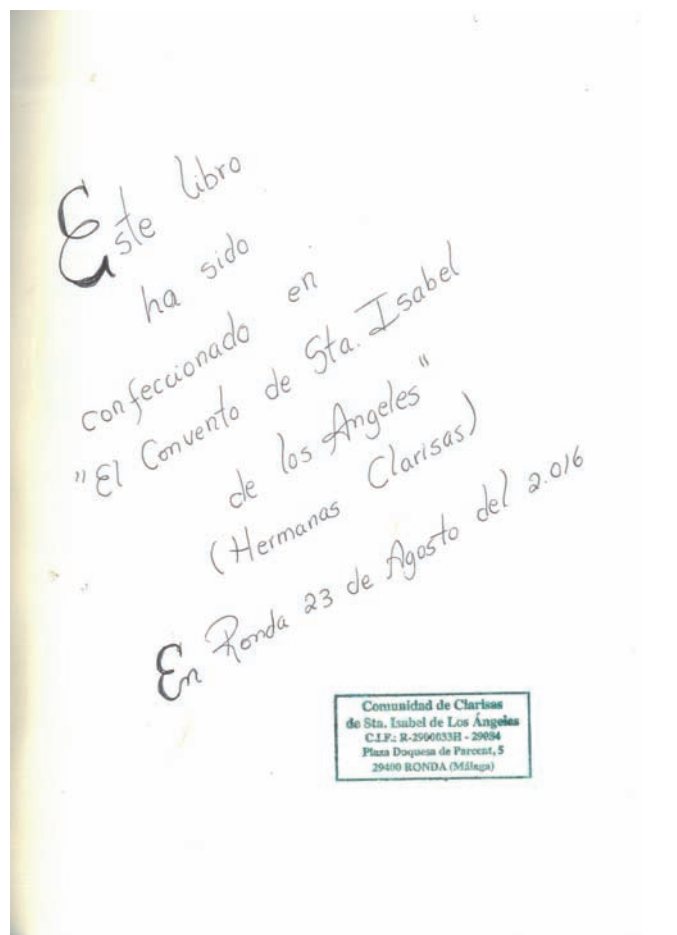 Este libro
ha sido
confeccionado en
"El Convento de Sta. Isabel
de los Angeles"
(Hermanas Clarisas)
En Ronda 23 de Agosto del 2.016
Comunidad de Clarisas
de Sta. Isabel de Los Ángeles
C.I.F.: R-2900033H - 29084
Plaza Duquesa de Parcent, 5
29400 RONDA (Málaga)